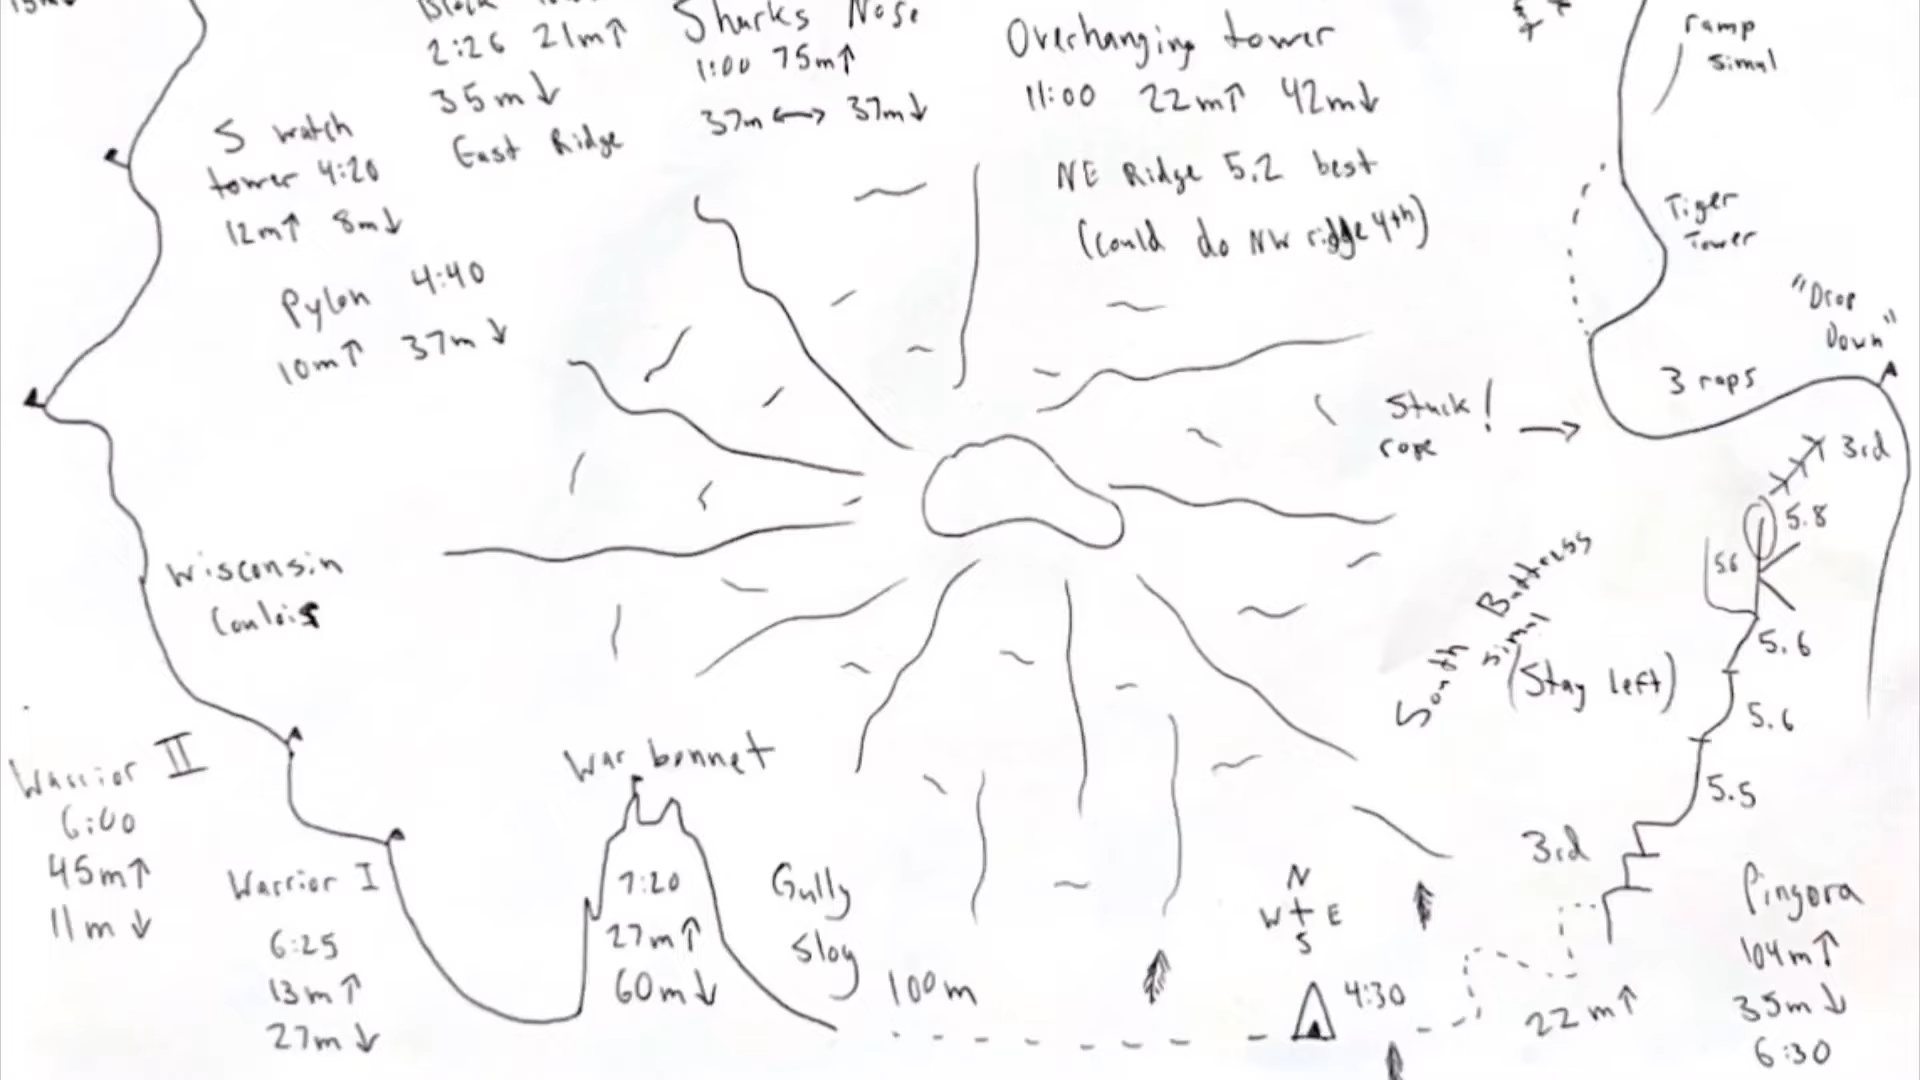 Sharks Nose
1:00 75m↑
37m ↔ 37m↓
2:26 21m↑
35m↓
East Ridge
Overhanging tower
11:00 22m↑ 42m↓
NE Ridge 5.2 best
(Could do NW ridge 4th)
ramp
simul
S watch
tower 4:20
12m↑ 8m↓
Pylon 4:40
10m↑ 37m↓
Tiger
Tower
"Drop
Down"
3 raps
Stuck!
rope
→
3rd
5.8
5.6
5.6
5.6
5.5
3rd
South Buttress
simul
(Stay left)
Wisconsin
Warrior II
6:00
45m↑
11m↓
Warrior I
6:25
13m↑
27m↓
War bonnet
7:20
27m↑
60m↓
Gully
Slog
100m
N
W + E
S
4:30
22m↑
Pingora
104m↑
35m↓
6:30